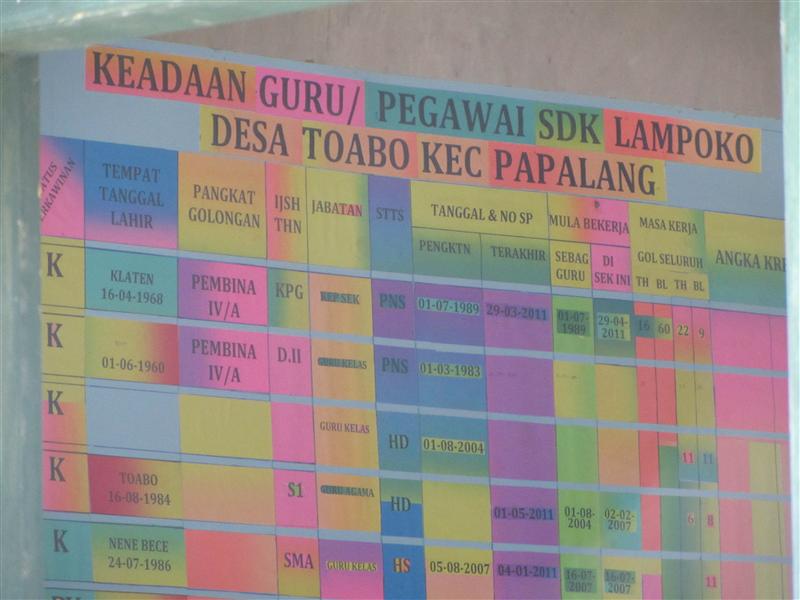 KEADAAN GURU/ PEGAWAI SDK LAMPOKO
DESA TOABO KEC PAPALANG
TEMPAT TANGGAL LAHIR PANGKAT GOLONGAN IJSH THN JABATAN STTS TANGGAL & NO SP MULA BEKERJA MASA KERJA GOL SELURUH
PENGKTN TERAKHIR SEBAG GURU DI SEK INI TH BL TH BL ANGKA KRE
K KLATEN 16-04-1968 PEMBINA IV/A KPG KEP SEK PNS 01-07-1989 29-03-2011 01-07-1989 29-04-2011 16 60 22 9
K 01-06-1960 PEMBINA IV/A D.II GURU KELAS PNS 01-03-1983
K GURU KELAS HD 01-08-2004 11 11
K TOABO 16-08-1984 S1 GURU AGAMA HD 01-05-2011 01-08-2004 02-02-2007 6 8
K NENE BECE 24-07-1986 SMA GURU KELAS HS 05-08-2007 04-01-2011 16-07-2007 16-07-2007 11